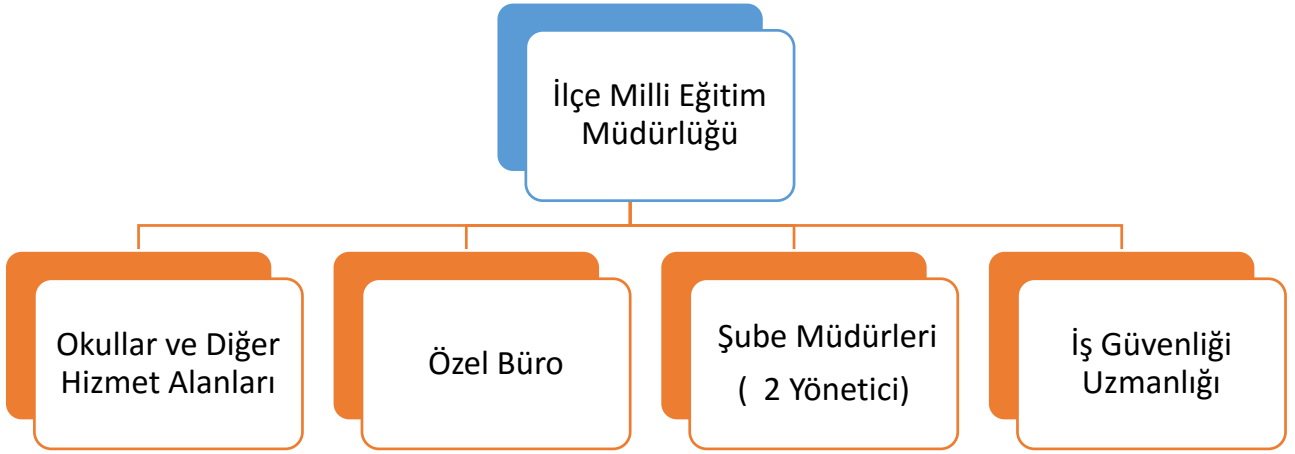 İlçe Milli Eğitim
Müdürlüğü
Okullar ve Diğer
Hizmet Alanları
Özel Büro
Şube Müdürleri
( 2 Yönetici)
İş Güvenliği
Uzmanlığı